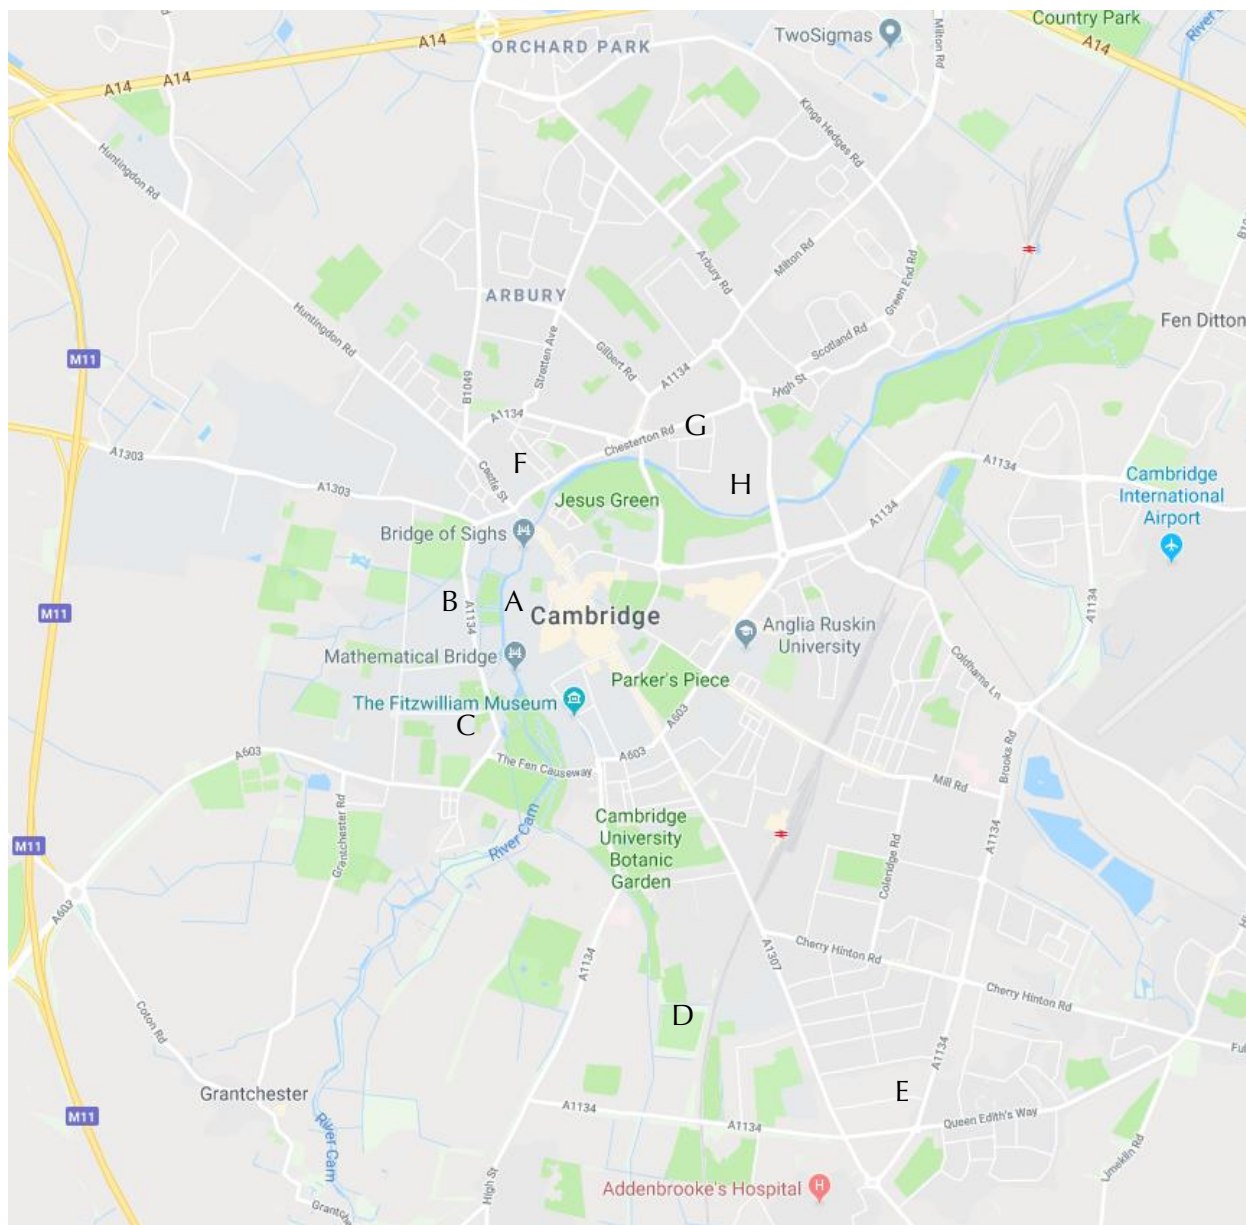 Country Park
River C
TwoSigmas
Milton Rd
A14
A14
ORCHARD PARK
A14
A14
Kings Hedges Rd
Huntingdon Rd
B10
Arbury Rd
Milton Rd
Green End Rd
ARBURY
Fen Ditton
Huntingdon Rd
M11
Stretten Ave
Gilbert Rd
Scotland Rd
B1049
A1134
High St
A1134
G
Chesterton Rd
A1303
F
A1134
Castle St
H
Cambridge
International
Airport
A1303
Jesus Green
A1134
Bridge of Sighs
B
A
Cambridge
A1134
M11
A1134
Anglia Ruskin
University
Mathematical Bridge
Coldhams Ln
Parker's Piece
The Fitzwilliam Museum
C
A603
A603
A603
The Fen Causeway
Brooks Rd
Mill Rd
Grantchester Rd
Cambridge
University
Botanic
Garden
River Cam
M11
A1134
Coleridge Rd
A603
A1134
A1307
Cherry Hinton Rd
Cherry Hinton Rd
D
Coton Rd
Ful
A1134
Grantchester
E
A1134
Queen Edith's Way
M11
A1134
River Cam
Limekiln Rd
High St
Addenbrooke's Hospital
H
Grantche